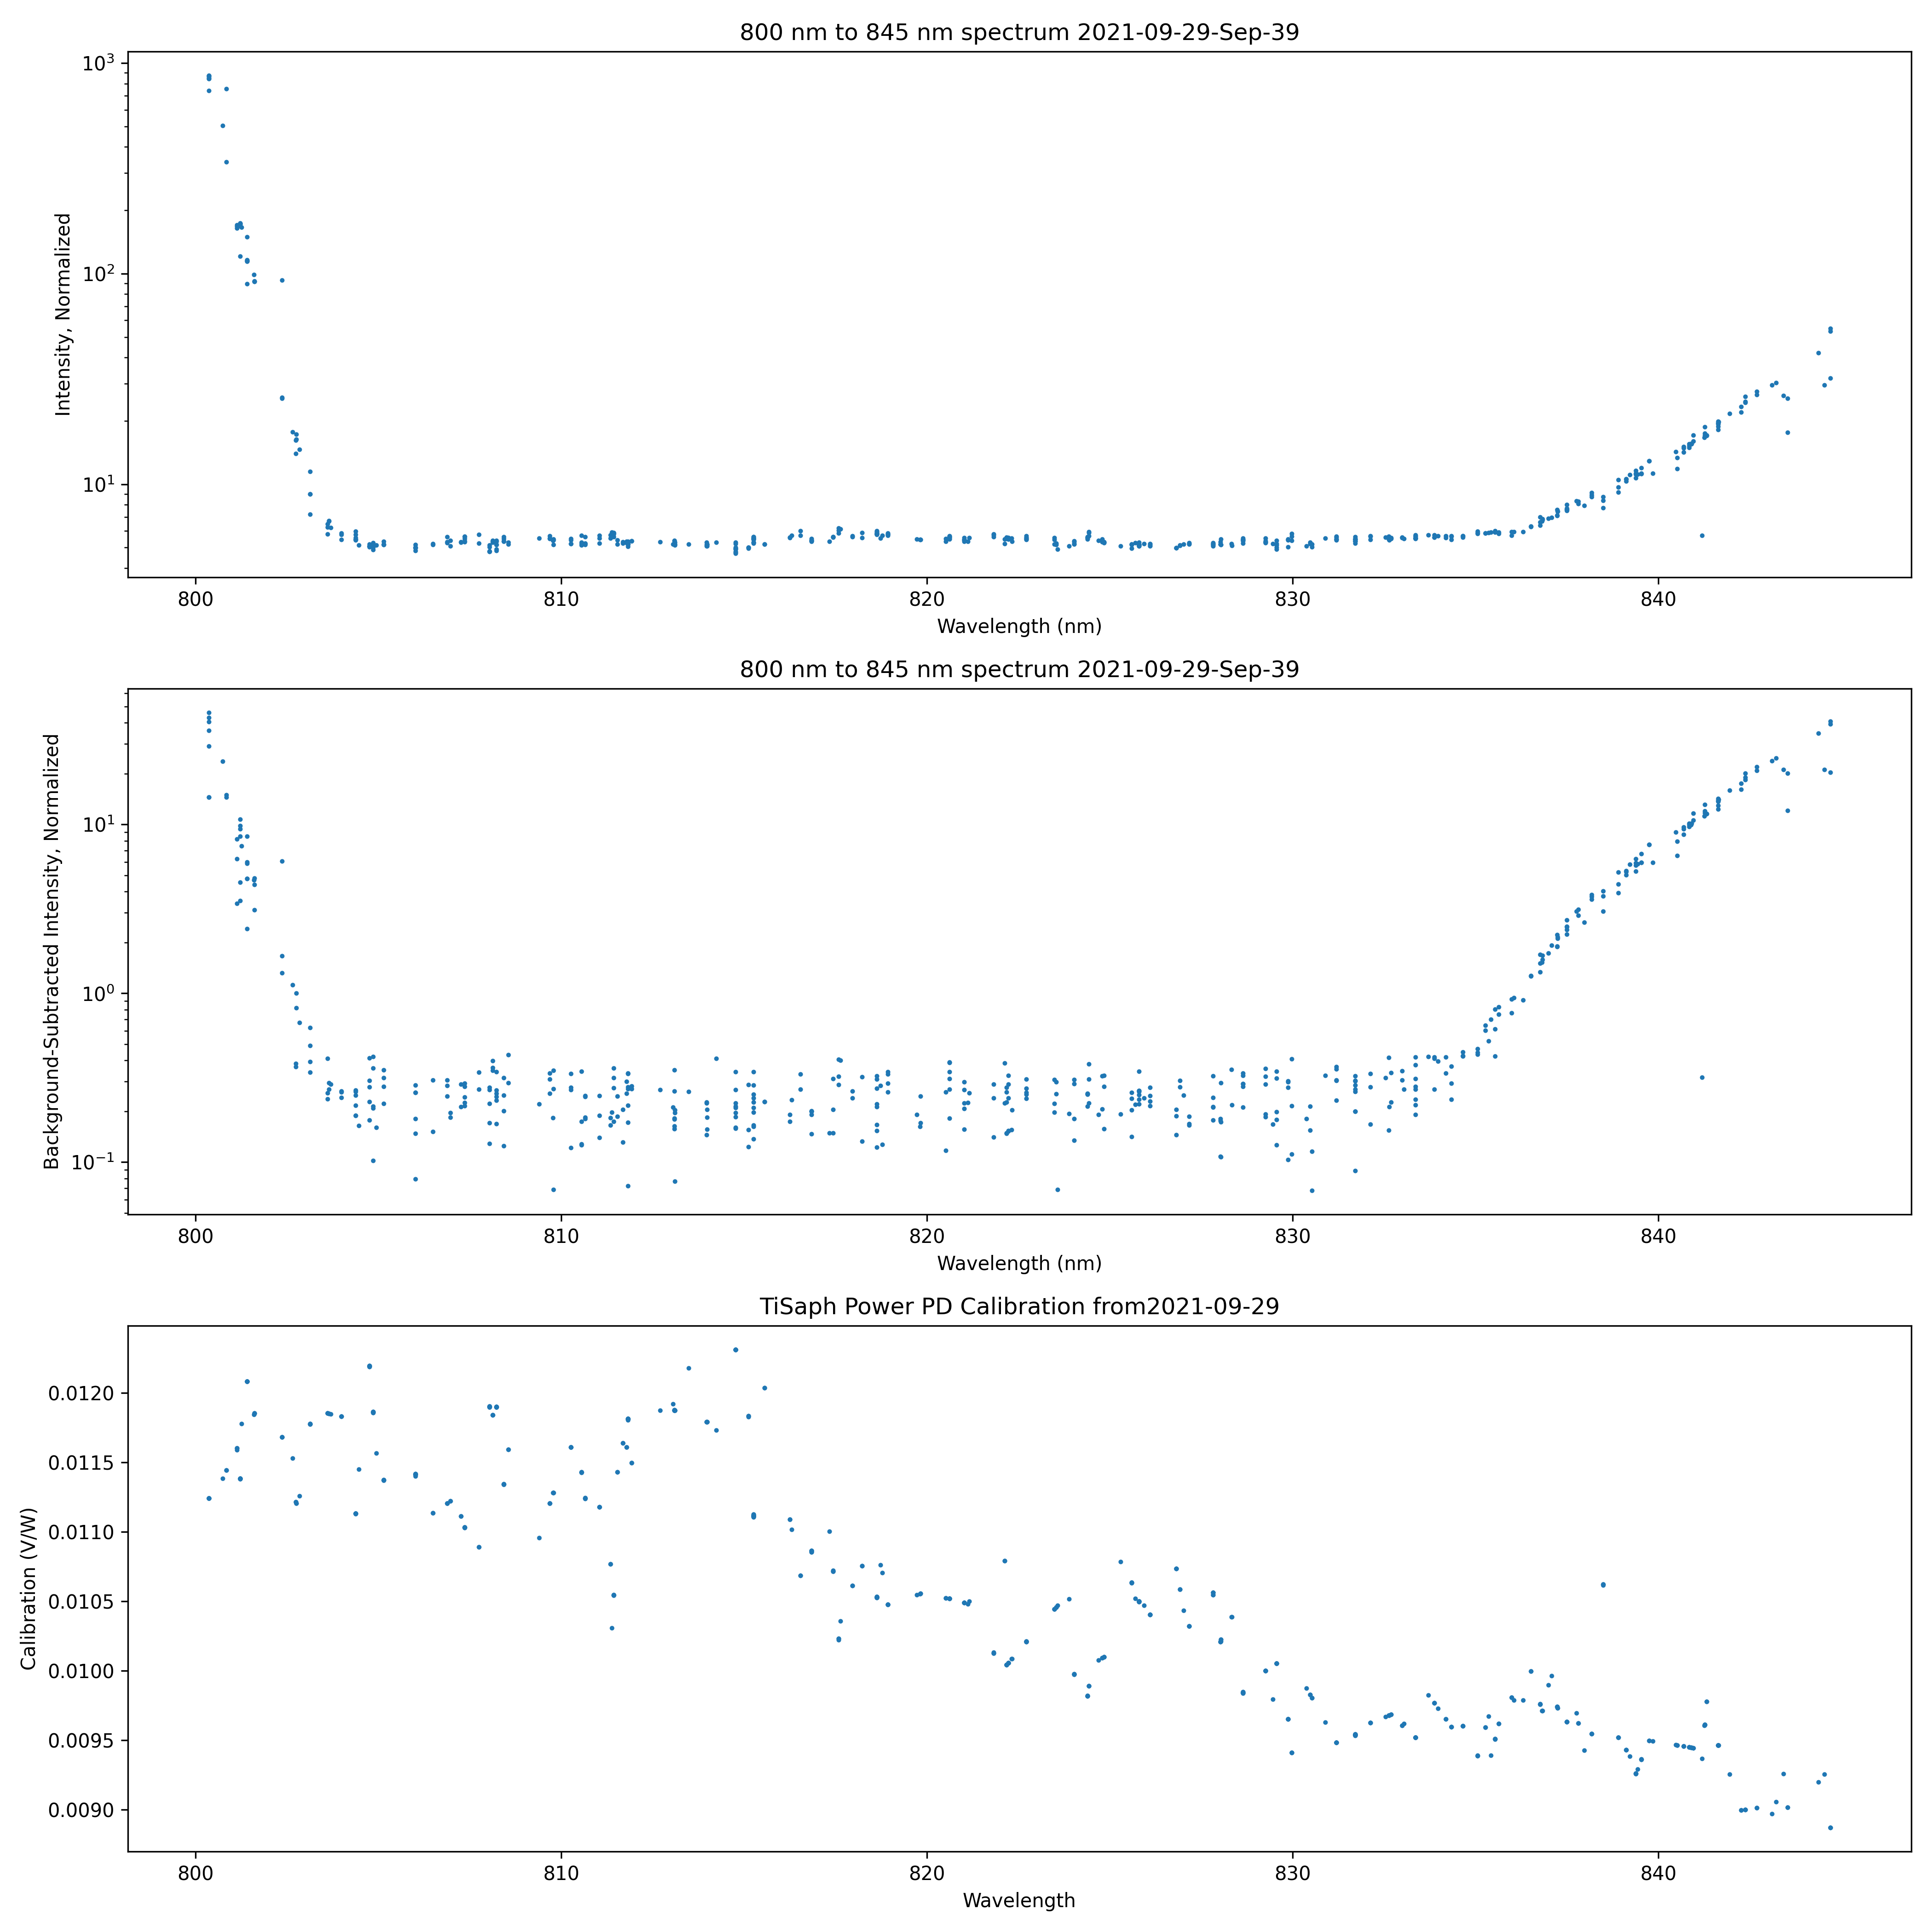 800 nm to 845 nm spectrum 2021-09-29-Sep-39
Intensity, Normalized
10³
10²
10¹
800 810 820 830 840
Wavelength (nm)
800 nm to 845 nm spectrum 2021-09-29-Sep-39
Background-Subtracted Intensity, Normalized
10¹
10⁰
10⁻¹
800 810 820 830 840
Wavelength (nm)
TiSaph Power PD Calibration from2021-09-29
Calibration (V/W)
0.0120
0.0115
0.0110
0.0105
0.0100
0.0095
0.0090
800 810 820 830 840
Wavelength